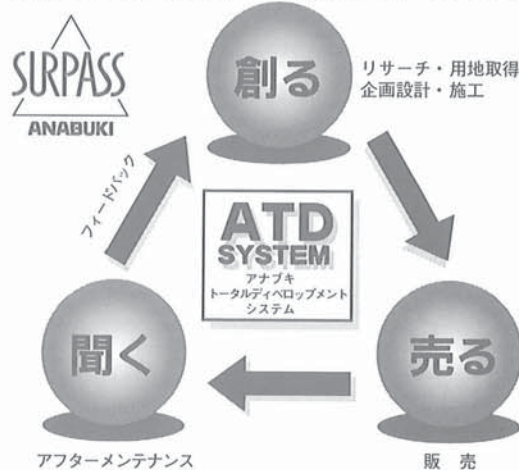 SURPASS
ANABUKI
創る
リサーチ・用地取得
企画設計・施工
フィードバック
ATD
SYSTEM
アナブキ
トータルディベロップメント
システム
聞く
売る
アフターメンテナンス
販 売